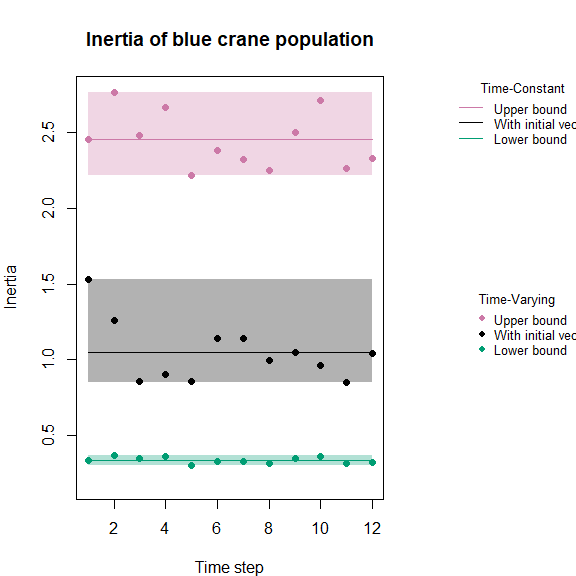 Inertia of blue crane population
Time-Constant
Upper bound
With initial vec
Lower bound
Time-Varying
Upper bound
With initial vec
Lower bound
Inertia
2.5
2.0
1.5
1.0
0.5
2 4 6 8 10 12
Time step